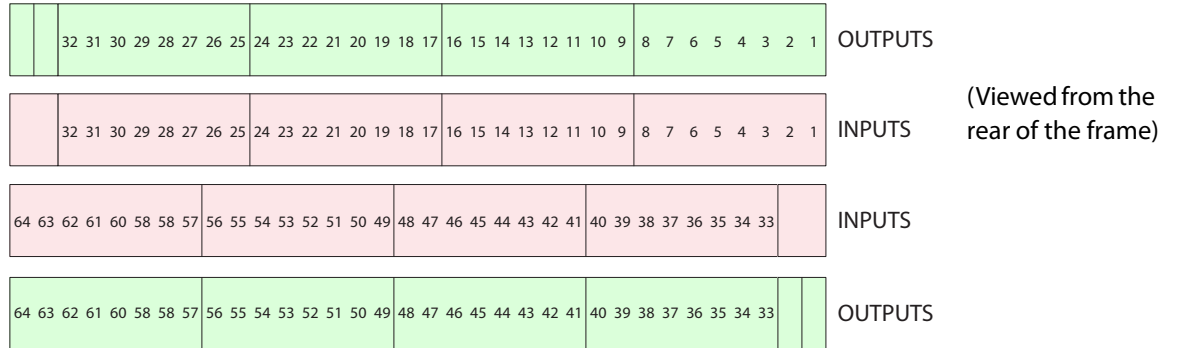 32 31 30 29 28 27 26 25 24 23 22 21 20 19 18 17 16 15 14 13 12 11 10 9 8 7 6 5 4 3 2 1 OUTPUTS
32 31 30 29 28 27 26 25 24 23 22 21 20 19 18 17 16 15 14 13 12 11 10 9 8 7 6 5 4 3 2 1 INPUTS
(Viewed from the
rear of the frame)
64 63 62 61 60 58 58 57 56 55 54 53 52 51 50 49 48 47 46 45 44 43 42 41 40 39 38 37 36 35 34 33 INPUTS
64 63 62 61 60 58 58 57 56 55 54 53 52 51 50 49 48 47 46 45 44 43 42 41 40 39 38 37 36 35 34 33 OUTPUTS